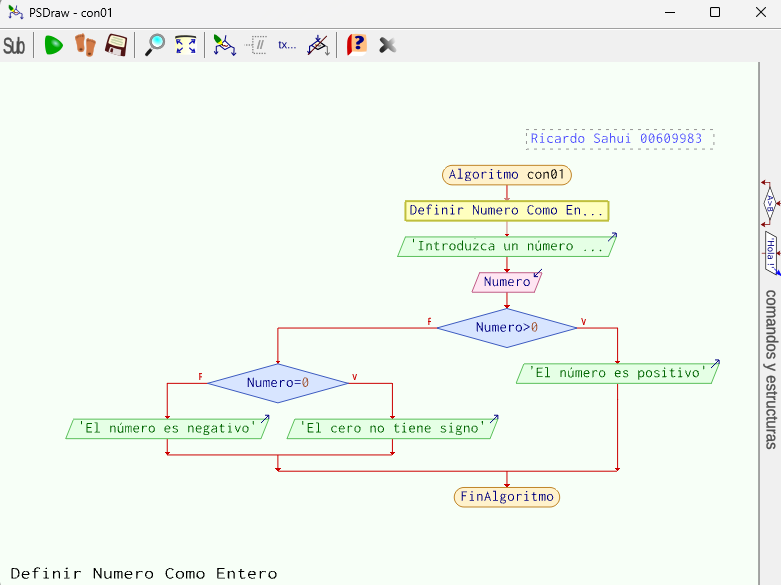 PSDraw - con01
Sub
tx...
?
Ricardo Sahui 00609983
Algoritmo con01
Definir Numero Como En...
'Introduzca un número ...
Numero
Numero>0
F
V
'El número es positivo'
Numero=0
F
V
'El número es negativo'
'El cero no tiene signo'
FinAlgoritmo
A>B
'Hola !'
comandos y estructuras
Definir Numero Como Entero